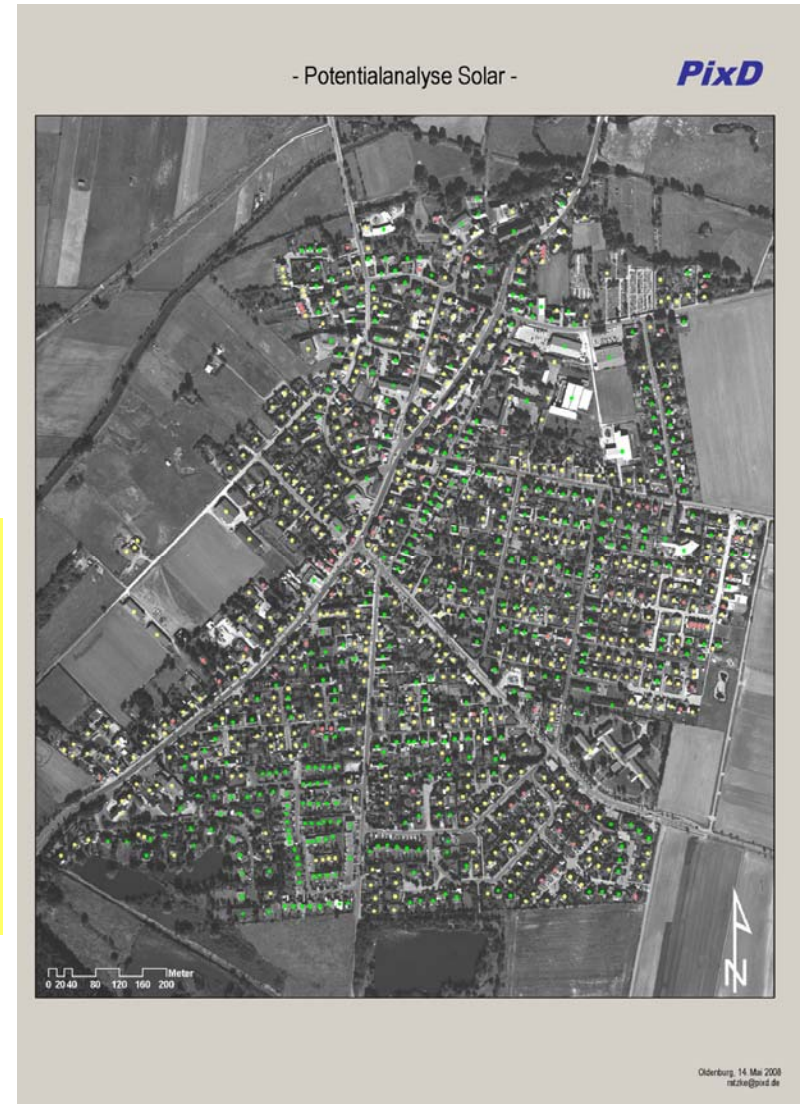 - Potentialanalyse Solar -
PixD
Meter
0 20 40 80 120 160 200
N
Oldenburg, 14. Mai 2008
ratzke@pixd.de